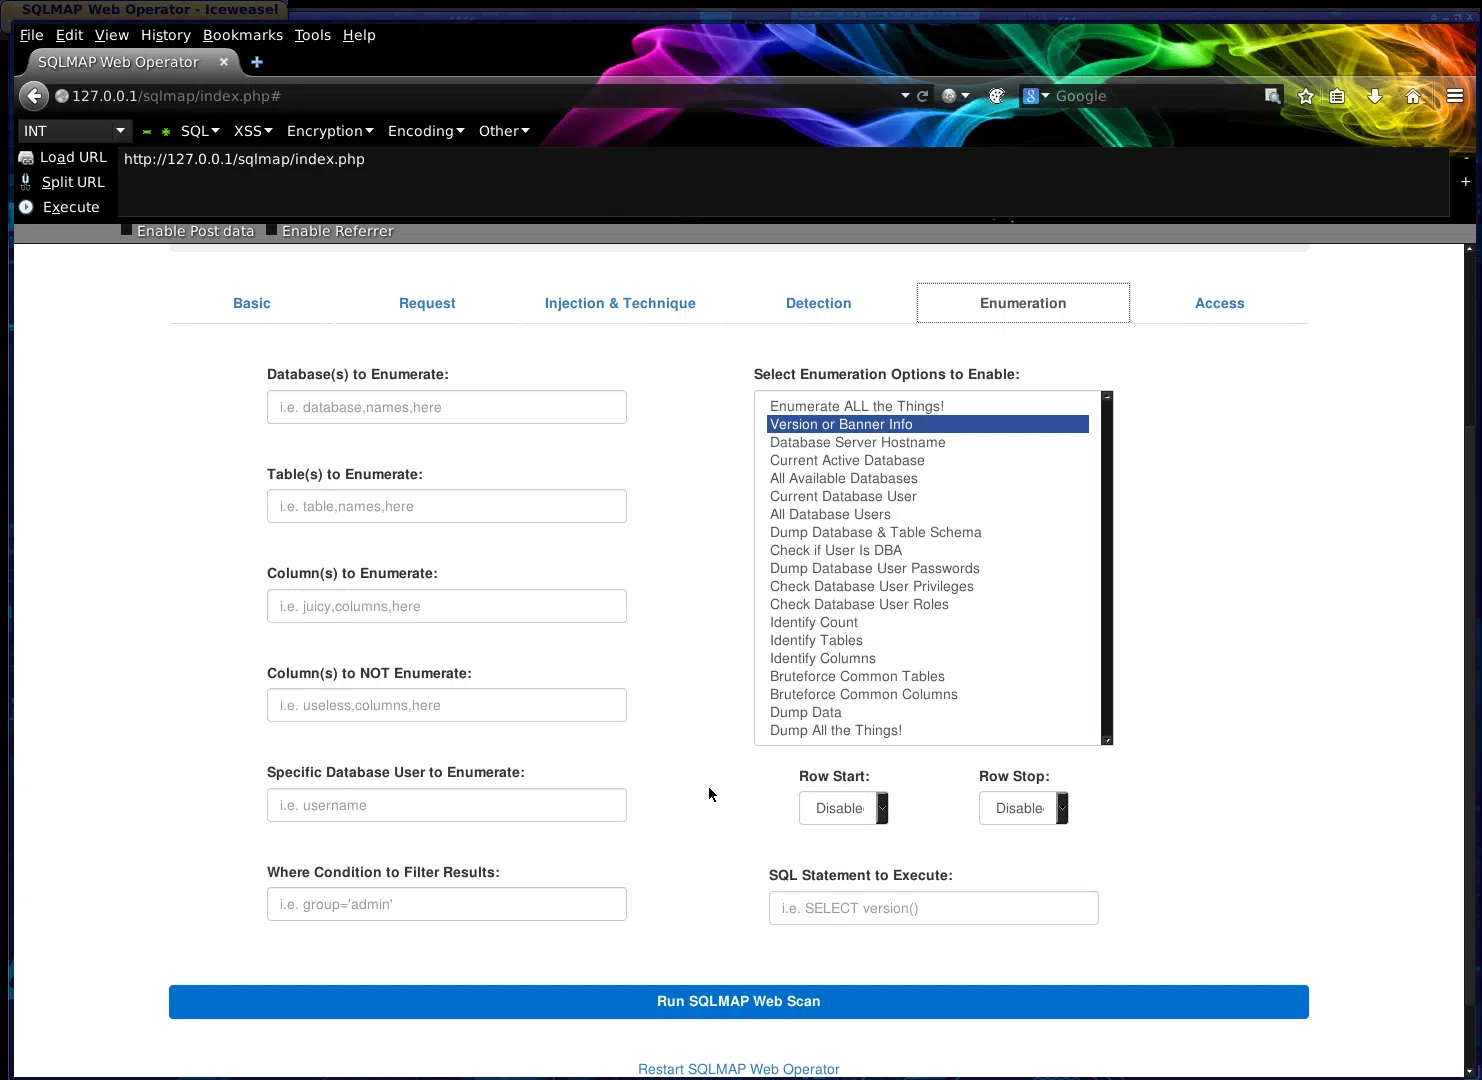 SQLMAP Web Operator - Iceweasel
File Edit View History Bookmarks Tools Help
SQLMAP Web Operator
127.0.0.1/sqlmap/index.php#
Google
INT SQL XSS Encryption Encoding Other
Load URL
http://127.0.0.1/sqlmap/index.php
Split URL
Execute
Enable Post data Enable Referrer
Basic Request Injection & Technique Detection Enumeration Access
Database(s) to Enumerate:
i.e. database,names,here
Table(s) to Enumerate:
i.e. table,names,here
Column(s) to Enumerate:
i.e. juicy,columns,here
Column(s) to NOT Enumerate:
i.e. useless,columns,here
Specific Database User to Enumerate:
i.e. username
Where Condition to Filter Results:
i.e. group='admin'
Select Enumeration Options to Enable:
Enumerate ALL the Things!
Version or Banner Info
Database Server Hostname
Current Active Database
All Available Databases
Current Database User
All Database Users
Dump Database & Table Schema
Check if User Is DBA
Dump Database User Passwords
Check Database User Privileges
Check Database User Roles
Identify Count
Identify Tables
Identify Columns
Bruteforce Common Tables
Bruteforce Common Columns
Dump Data
Dump All the Things!
Row Start: Row Stop:
Disable Disable
SQL Statement to Execute:
i.e. SELECT version()
Run SQLMAP Web Scan
Restart SQLMAP Web Operator